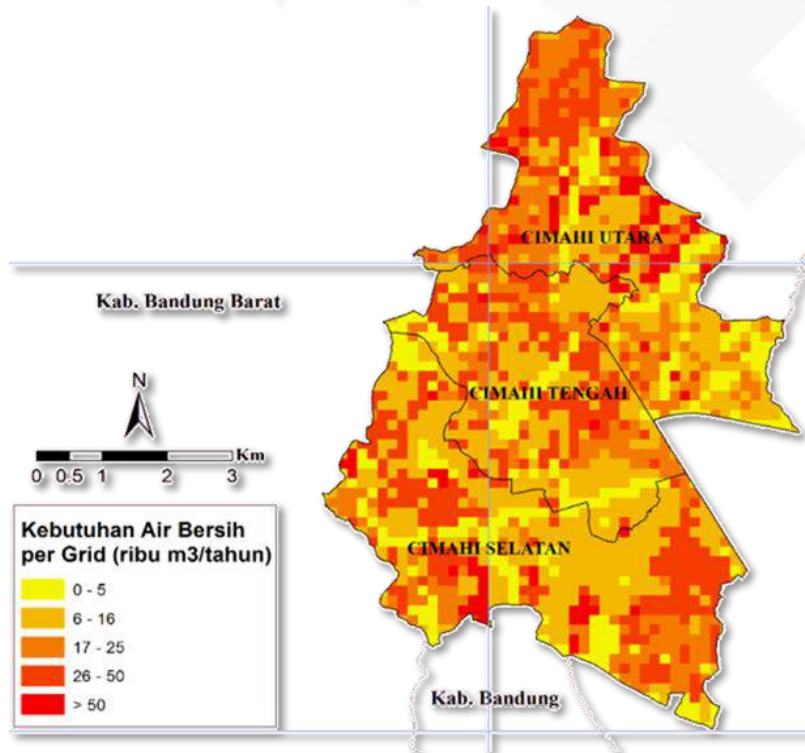 CIMAHI UTARA
Kab. Bandung Barat
N
CIMAHI TENGAH
Km
0 0.5 1 2 3
Kebutuhan Air Bersih
per Grid (ribu m3/tahun)
CIMAHI SELATAN
0 - 5
6 - 16
17 - 25
26 - 50
> 50
Kab. Bandung